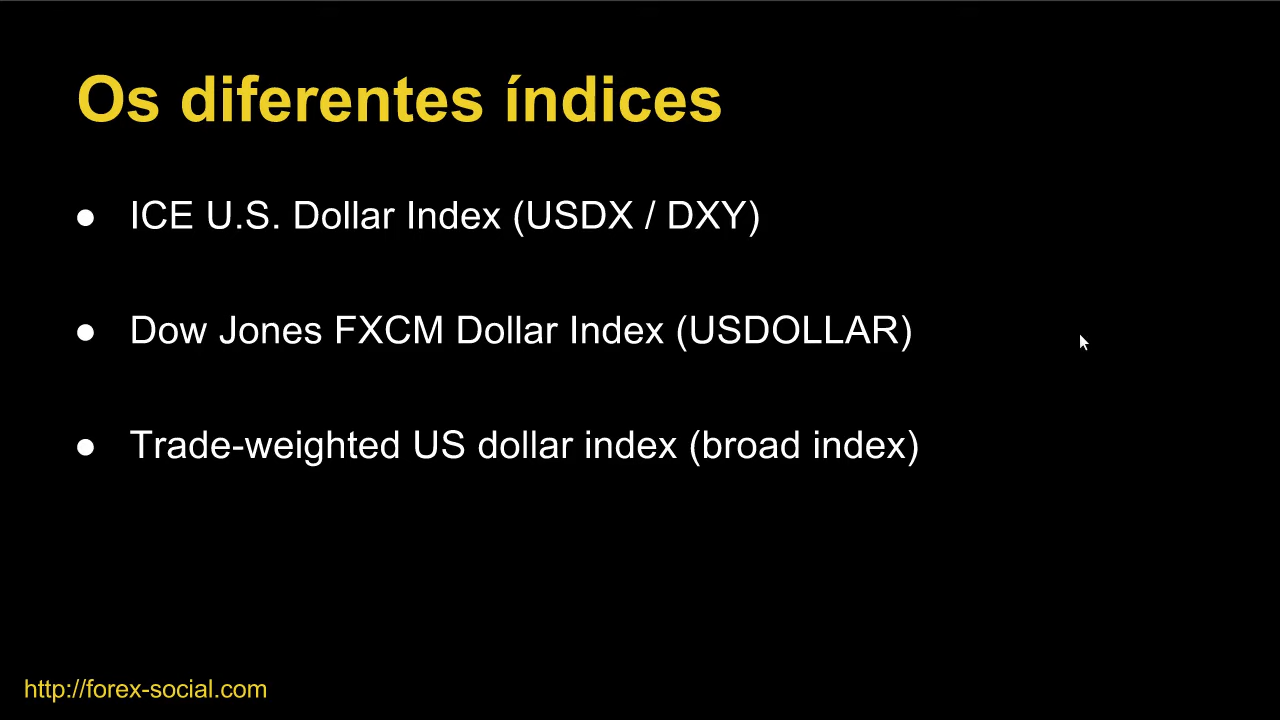 Os diferentes índices
● ICE U.S. Dollar Index (USDX / DXY)
● Dow Jones FXCM Dollar Index (USDOLLAR)
● Trade-weighted US dollar index (broad index)
http://forex-social.com